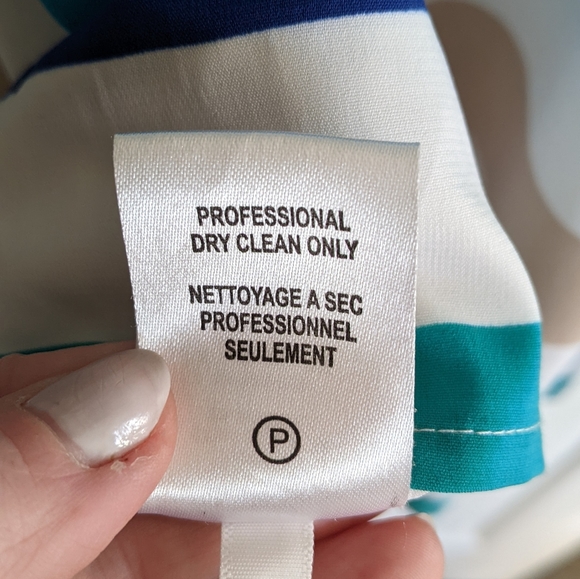 PROFESSIONAL
DRY CLEAN ONLY
NETTOYAGE A SEC
PROFESSIONNEL
SEULEMENT
P